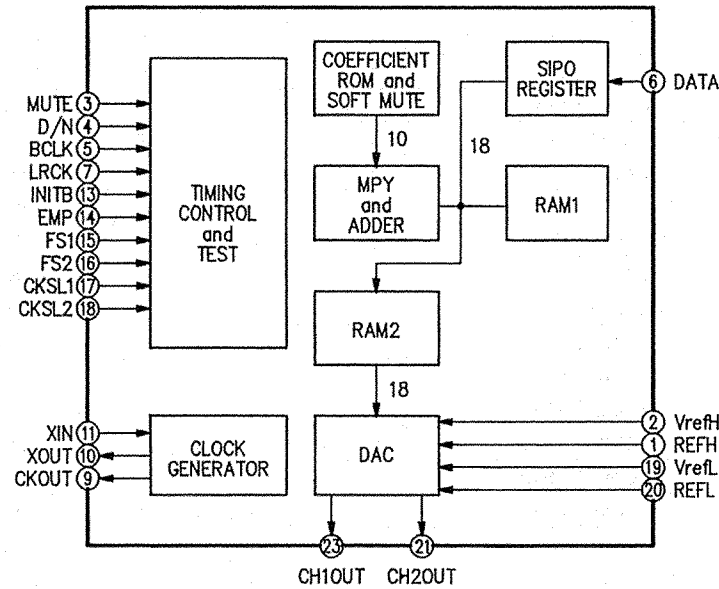 COEFFICIENT
ROM and
SOFT MUTE
SIPO
REGISTER
6 DATA
MUTE 3
D/N 4
BCLK 5
LRCK 7
INITB 13
EMP 14
FS1 15
FS2 16
CKSL1 17
CKSL2 18
TIMING
CONTROL
and
TEST
10
18
MPY
and
ADDER
RAM1
RAM2
18
XIN 11
XOUT 10
CKOUT 9
CLOCK
GENERATOR
DAC
2 VrefH
1 REFH
19 VrefL
20 REFL
23
21
CH1OUT
CH2OUT